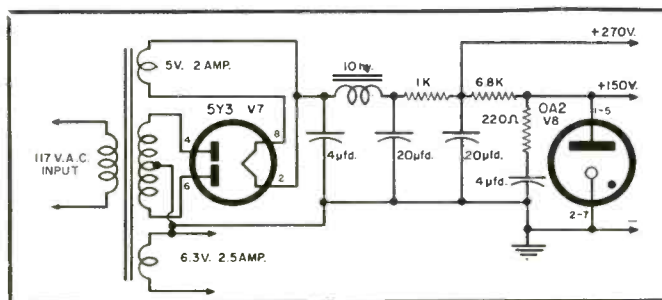 +270V.
10 hy.
5V. 2 AMP.
1K
6.8K
+150V.
5Y3 V7
OA2
V8
1-5
220Ω
4
8
117 V.A.C.
INPUT
4µfd.
20µfd.
20µfd.
6
2
4µfd.
2-7
−
6.3V. 2.5AMP.